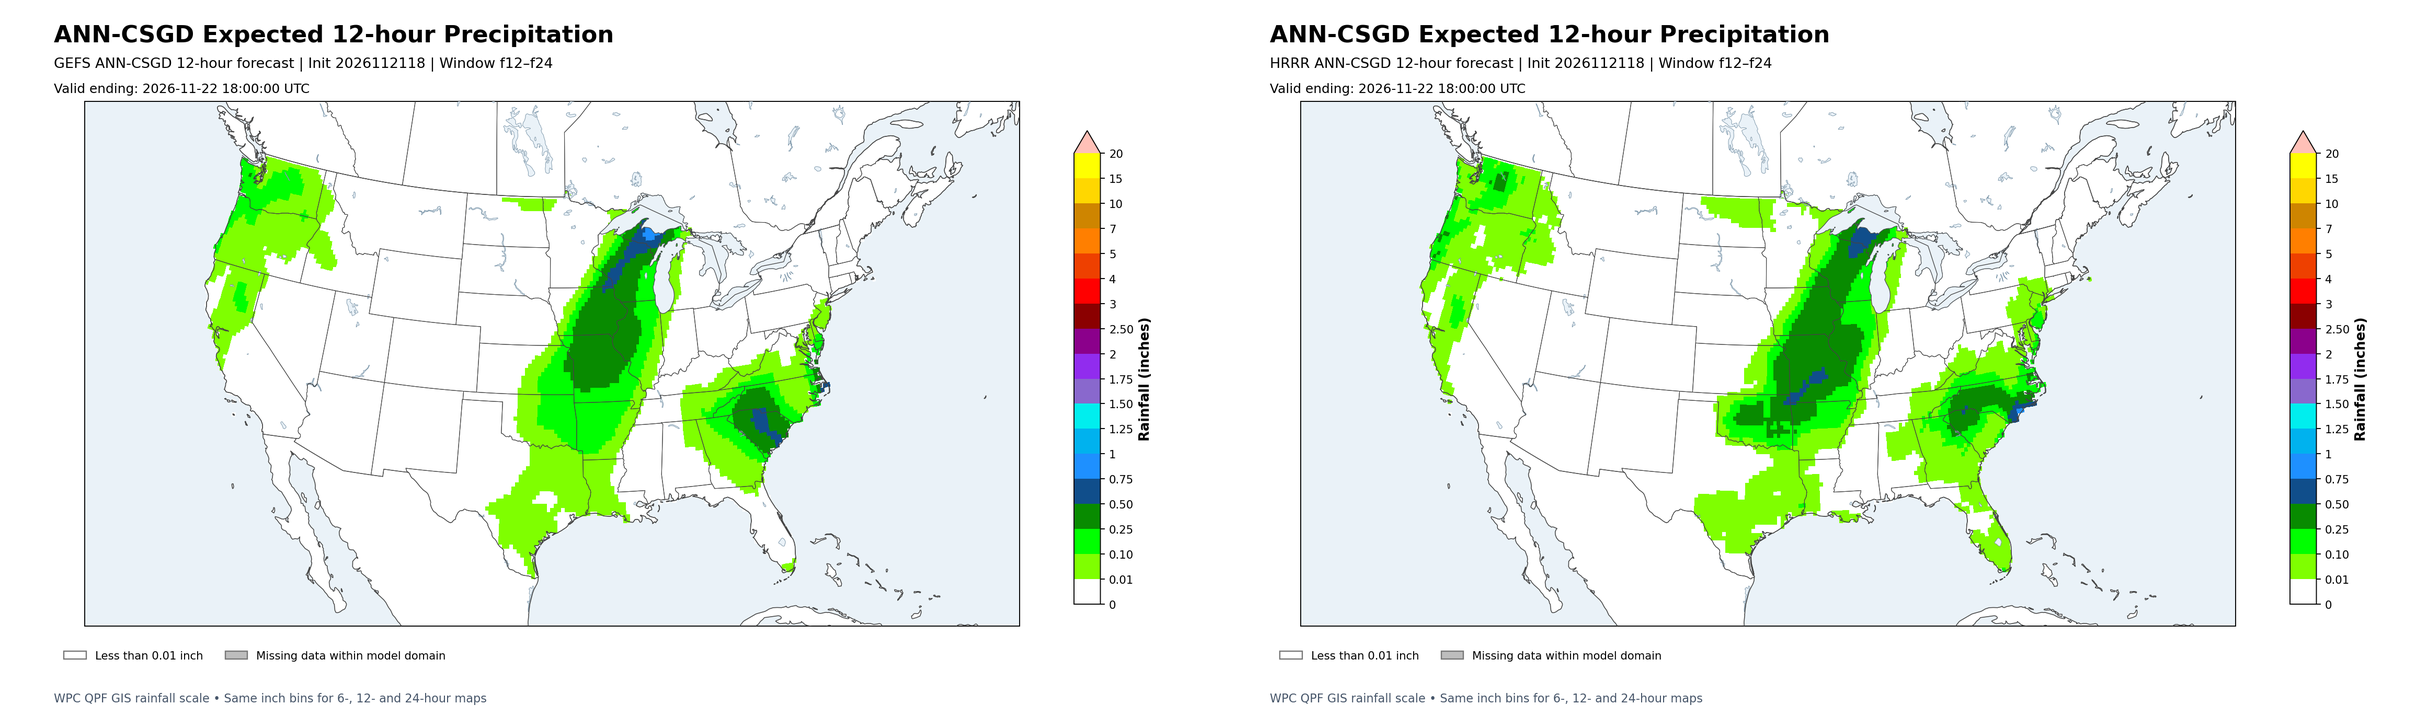 ANN-CSGD Expected 12-hour Precipitation
GEFS ANN-CSGD 12-hour forecast | Init 2026112118 | Window f12–f24
Valid ending: 2026-11-22 18:00:00 UTC
20
15
10
7
5
4
3
2.50
2
1.75
1.50
1.25
1
0.75
0.50
0.25
0.10
0.01
0
Rainfall (inches)
Less than 0.01 inch
Missing data within model domain
WPC QPF GIS rainfall scale • Same inch bins for 6-, 12- and 24-hour maps
ANN-CSGD Expected 12-hour Precipitation
HRRR ANN-CSGD 12-hour forecast | Init 2026112118 | Window f12–f24
Valid ending: 2026-11-22 18:00:00 UTC
20
15
10
7
5
4
3
2.50
2
1.75
1.50
1.25
1
0.75
0.50
0.25
0.10
0.01
0
Rainfall (inches)
Less than 0.01 inch
Missing data within model domain
WPC QPF GIS rainfall scale • Same inch bins for 6-, 12- and 24-hour maps